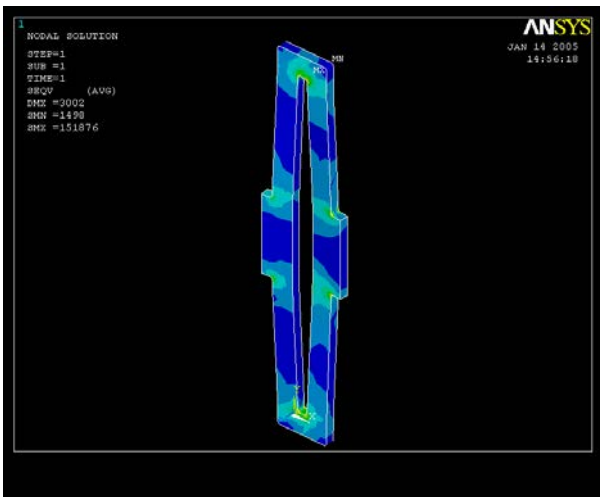 1
NODAL SOLUTION
STEP=1
SUB =1
TIME=1
SEQV (AVG)
DMX =3002
SMN =1498
SMX =151876
ANSYS
JAN 14 2005
14:56:18
MN
MX
Y
X